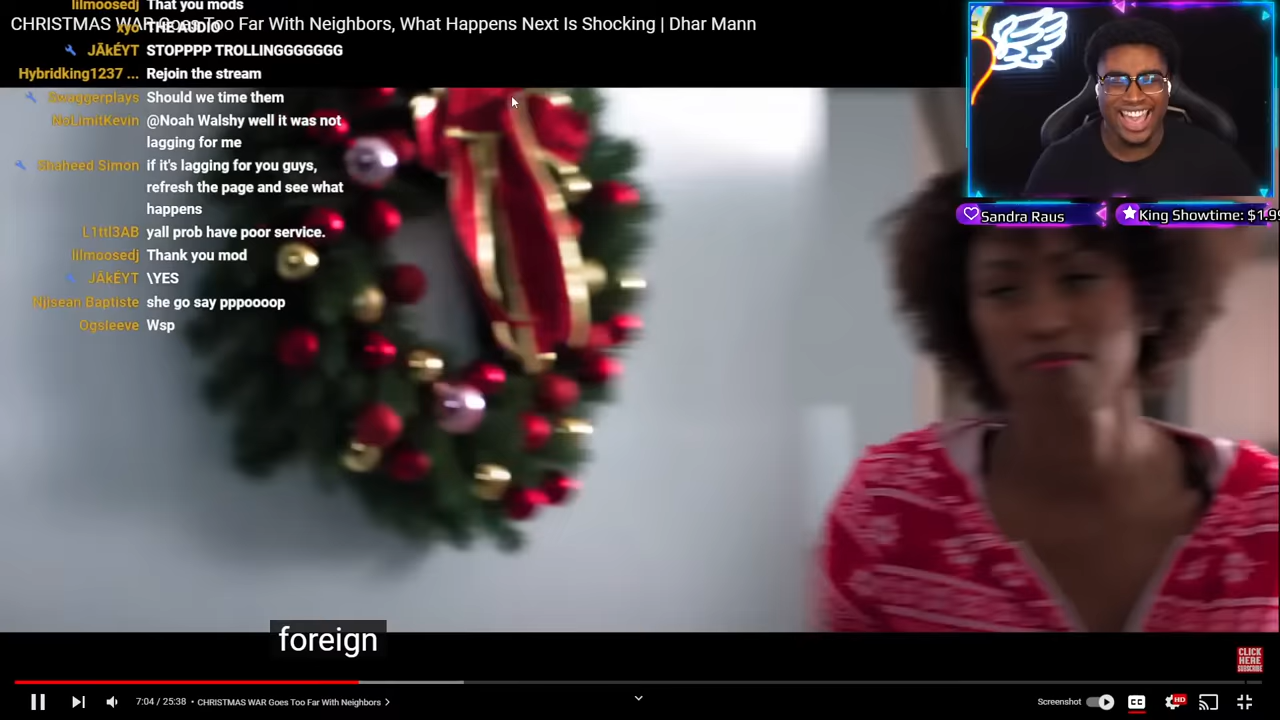 lilmoosedj That you mods
CHRISTMAS WAR Goes Too Far With Neighbors, What Happens Next Is Shocking | Dhar Mann
xyo THE AUDIO
JÃkÉYT STOPPPP TROLLINGGGGGGG
Hybridking1237 ... Rejoin the stream
Swaggerplays Should we time them
NoLimitKevin @Noah Walshy well it was not
lagging for me
Shaheed Simon if it's lagging for you guys,
refresh the page and see what
happens
L1ttl3AB yall prob have poor service.
lilmoosedj Thank you mod
JÃkÉYT \YES
Njisean Baptiste she go say pppoooop
Ogsleeve Wsp
Sandra Raus
King Showtime: $1.9
foreign
CLICK
HERE
SUBSCRIBE
7:04 / 25:38 • CHRISTMAS WAR Goes Too Far With Neighbors
Screenshot
CC
HD